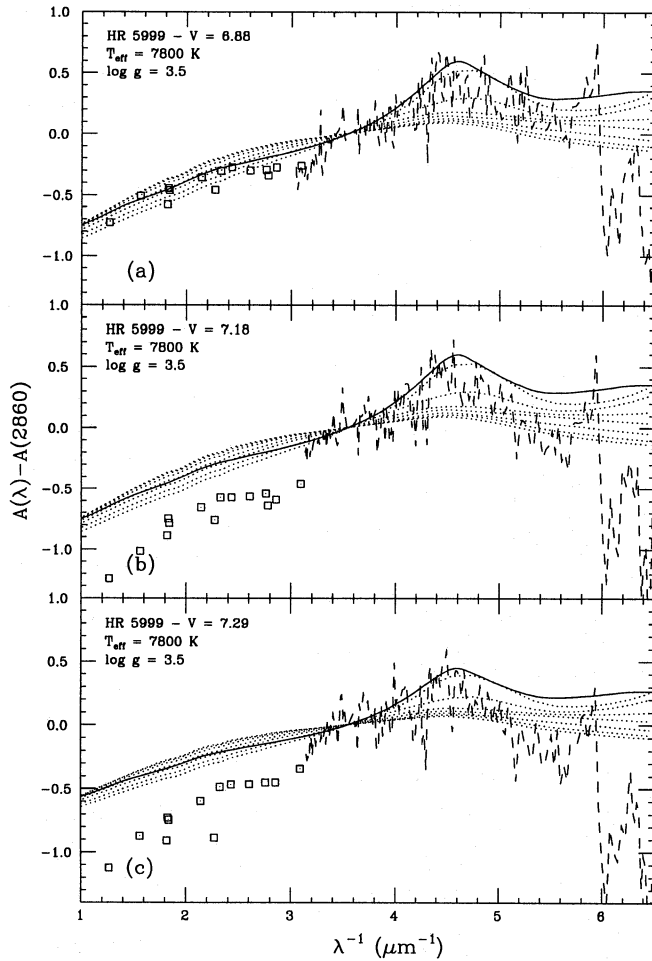 1.0
HR 5999 − V = 6.88
T_eff = 7800 K
log g = 3.5
0.5
0.0
−0.5
−1.0
(a)
1.0
HR 5999 − V = 7.18
T_eff = 7800 K
log g = 3.5
0.5
0.0
−0.5
−1.0
(b)
A(λ)−A(2860)
1.0
HR 5999 − V = 7.29
T_eff = 7800 K
log g = 3.5
0.5
0.0
−0.5
−1.0
(c)
1 2 3 4 5 6
λ⁻¹ (μm⁻¹)